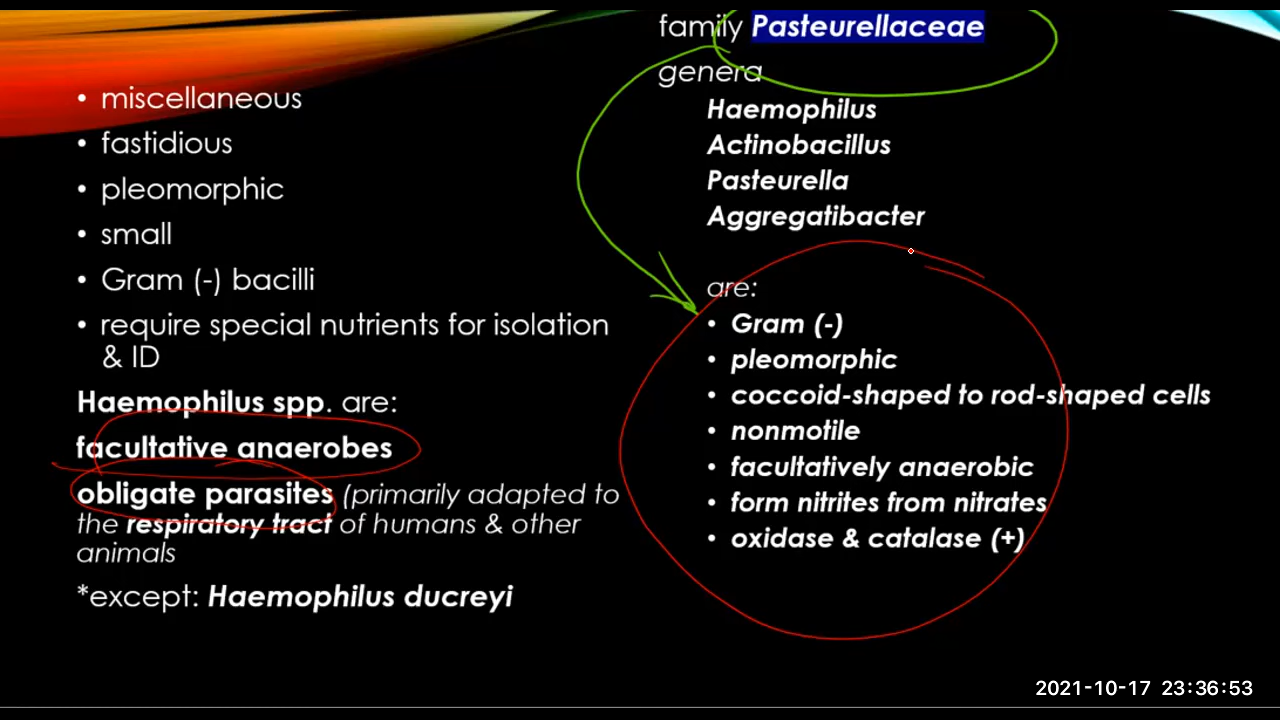 • miscellaneous
• fastidious
• pleomorphic
• small
• Gram (-) bacilli
• require special nutrients for isolation
& ID
Haemophilus spp. are:
facultative anaerobes
obligate parasites (primarily adapted to
the respiratory tract of humans & other
animals
*except: Haemophilus ducreyi
family Pasteurellaceae
genera
Haemophilus
Actinobacillus
Pasteurella
Aggregatibacter
are:
• Gram (-)
• pleomorphic
• coccoid-shaped to rod-shaped cells
• nonmotile
• facultatively anaerobic
• form nitrites from nitrates
• oxidase & catalase (+)
2021-10-17 23:36:53